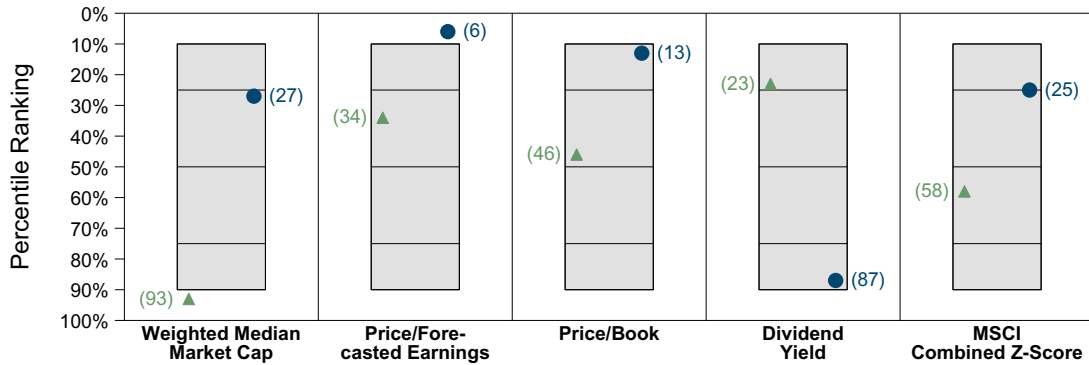 0%
10%
20%
30%
40%
50%
60%
70%
80%
90%
100%
Percentile Ranking
(27)
(93)
(6)
(34)
(13)
(46)
(23)
(87)
(25)
(58)
Weighted Median
Market Cap
Price/Fore-
casted Earnings
Price/Book
Dividend
Yield
MSCI
Combined Z-Score